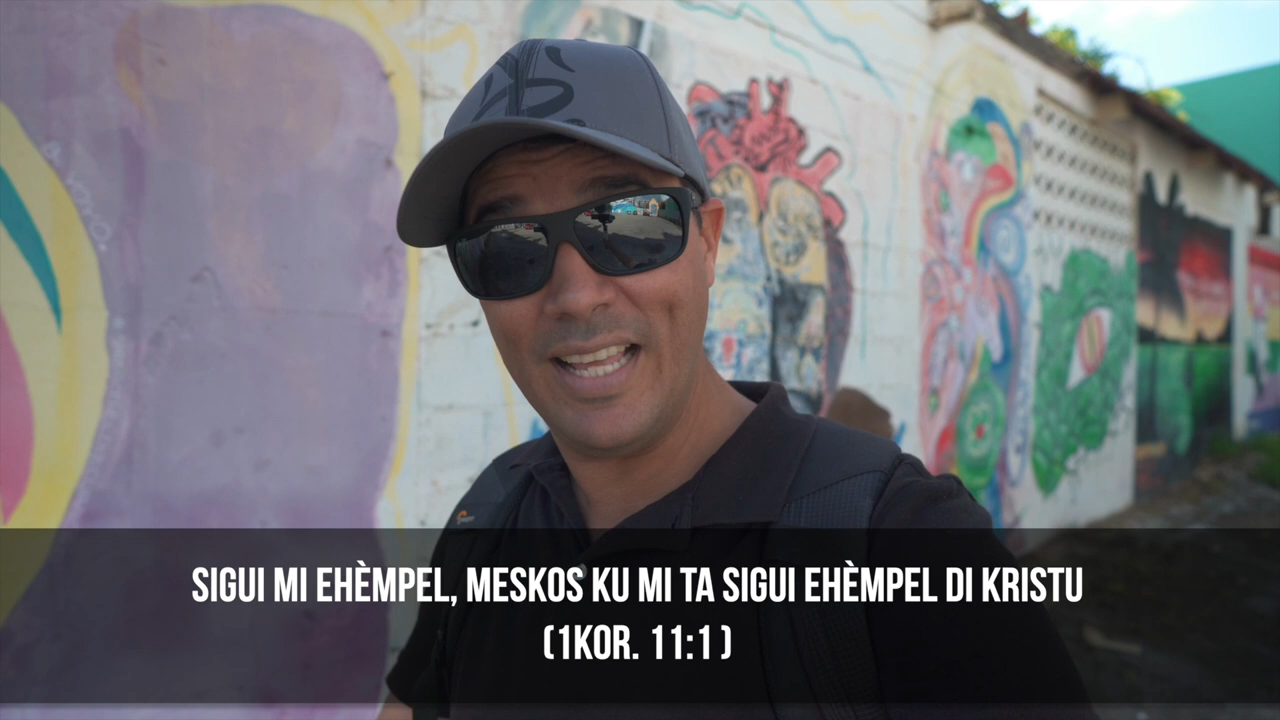 SIGUI MI EHÈMPEL, MESKOS KU MI TA SIGUI EHÈMPEL DI KRISTU
(1KOR. 11:1 )